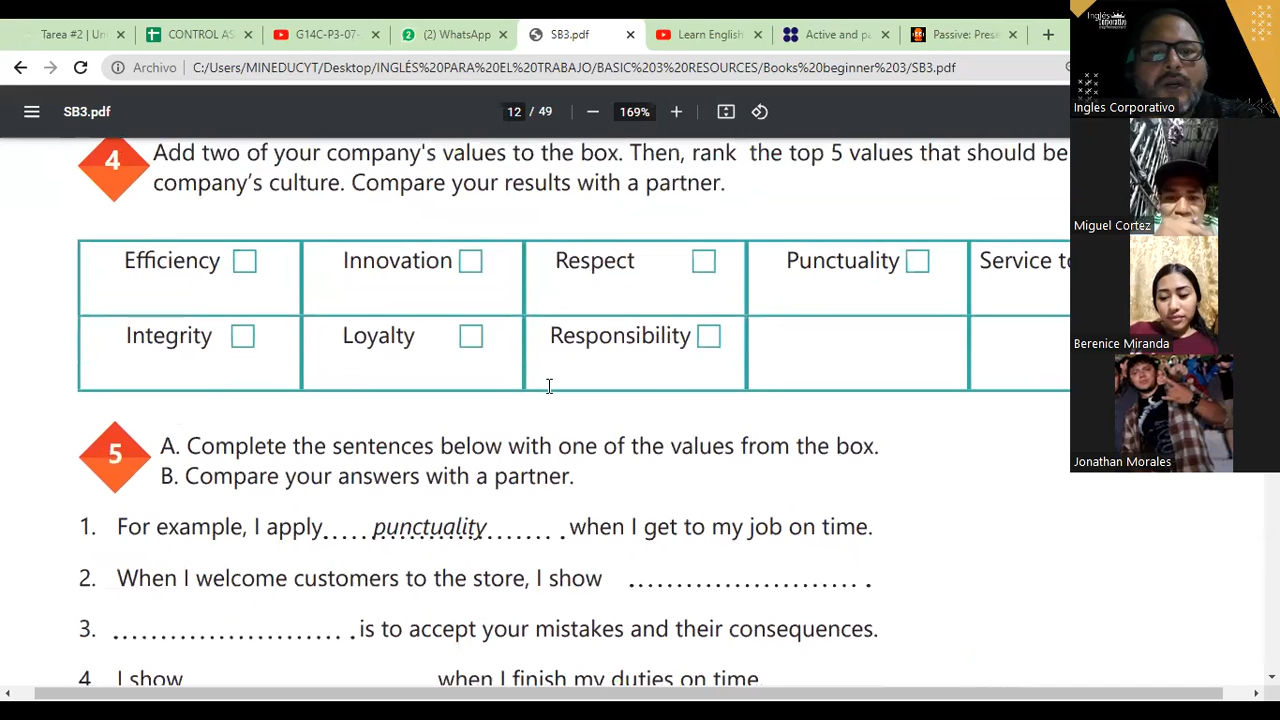 Tarea #2 | Un
CONTROL AS
G14C-P3-07-
(2) WhatsApp
SB3.pdf
Learn English
Active and pa
Passive: Prese
Archivo
C:/Users/MINEDUCYT/Desktop/INGLÉS%20PARA%20EL%20TRABAJO/BASIC%203%20RESOURCES/Books%20beginner%203/SB3.pdf
SB3.pdf
12 / 49
169%
Inglés
Corporativo
Ingles Corporativo
Miguel Cortez
Berenice Miranda
Jonathan Morales
4
Add two of your company's values to the box. Then, rank the top 5 values that should be
company's culture. Compare your results with a partner.
Efficiency
Innovation
Respect
Punctuality
Service to
Integrity
Loyalty
Responsibility
5
A. Complete the sentences below with one of the values from the box.
B. Compare your answers with a partner.
1. For example, I apply..... punctuality ....... . when I get to my job on time.
2. When I welcome customers to the store, I show ........................ .
3. ........................ . is to accept your mistakes and their consequences.
4 I show when I finish my duties on time.